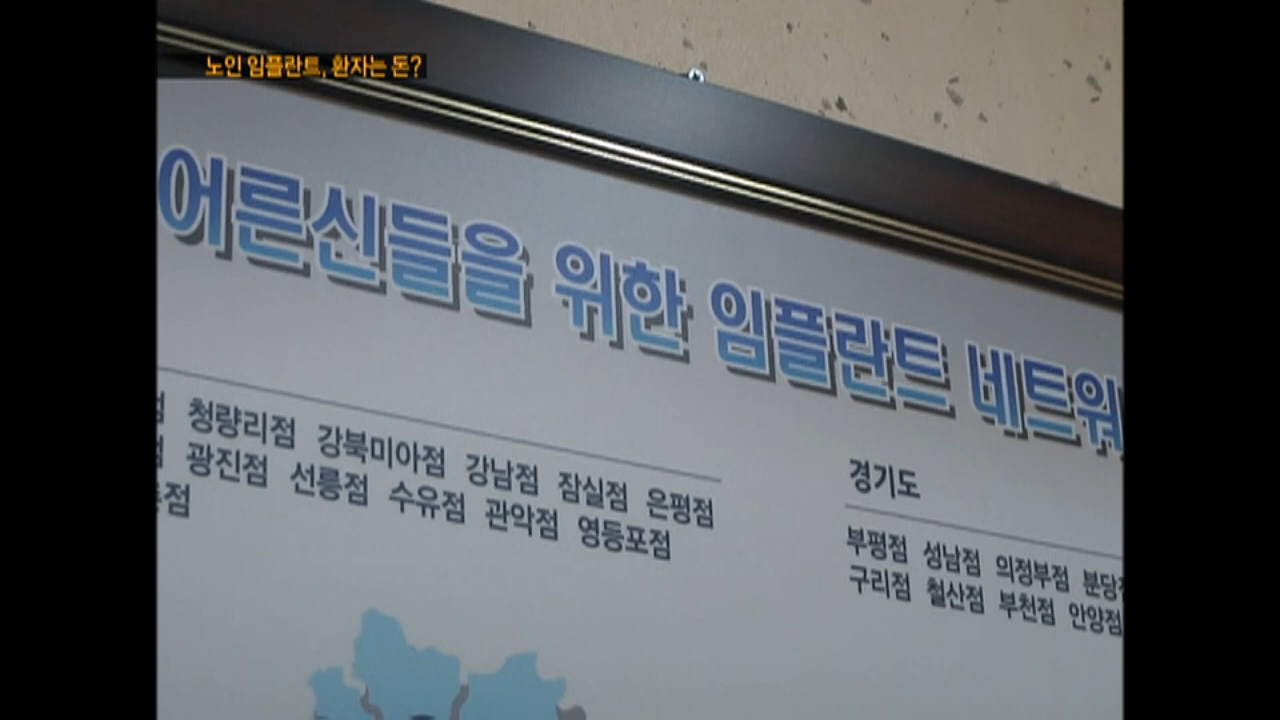 노인 임플란트, 환자는 돈?
어른신들을 위한 임플란트 네트워
청량리점 강북미아점 강남점 잠실점 은평점
광진점 선릉점 수유점 관악점 영등포점
경기도
부평점 성남점 의정부점 분당
구리점 철산점 부천점 안양점